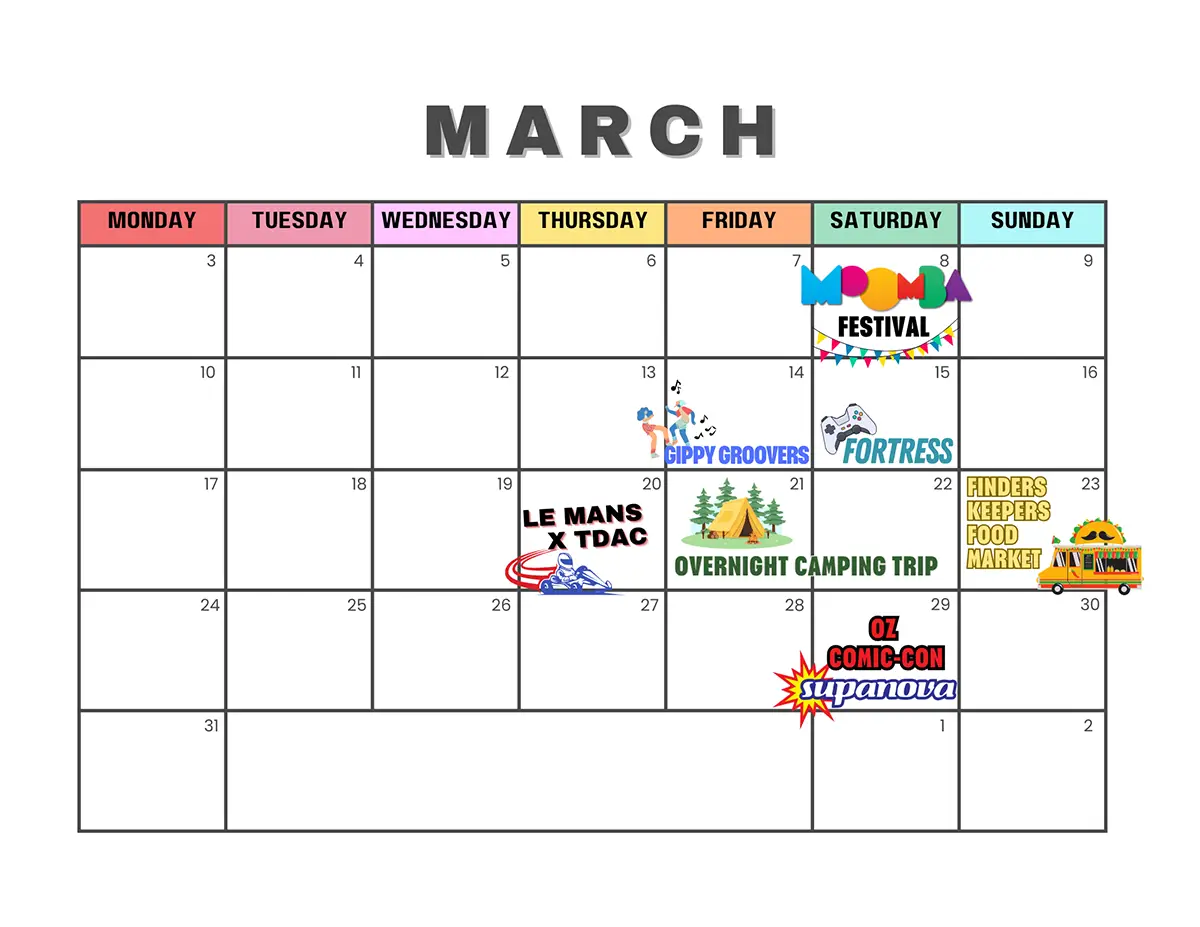 MARCH
MONDAY TUESDAY WEDNESDAY THURSDAY FRIDAY SATURDAY SUNDAY
3 4 5 6 7 8 9
MOOMBA
FESTIVAL
10 11 12 13 14 15 16
GIPPY GROOVERS
FORTRESS
17 18 19 20 21 22 23
LE MANS
X TDAC
OVERNIGHT CAMPING TRIP
FINDERS
KEEPERS
FOOD
MARKET
24 25 26 27 28 29 30
OZ
COMIC-CON
supanova
31 1 2